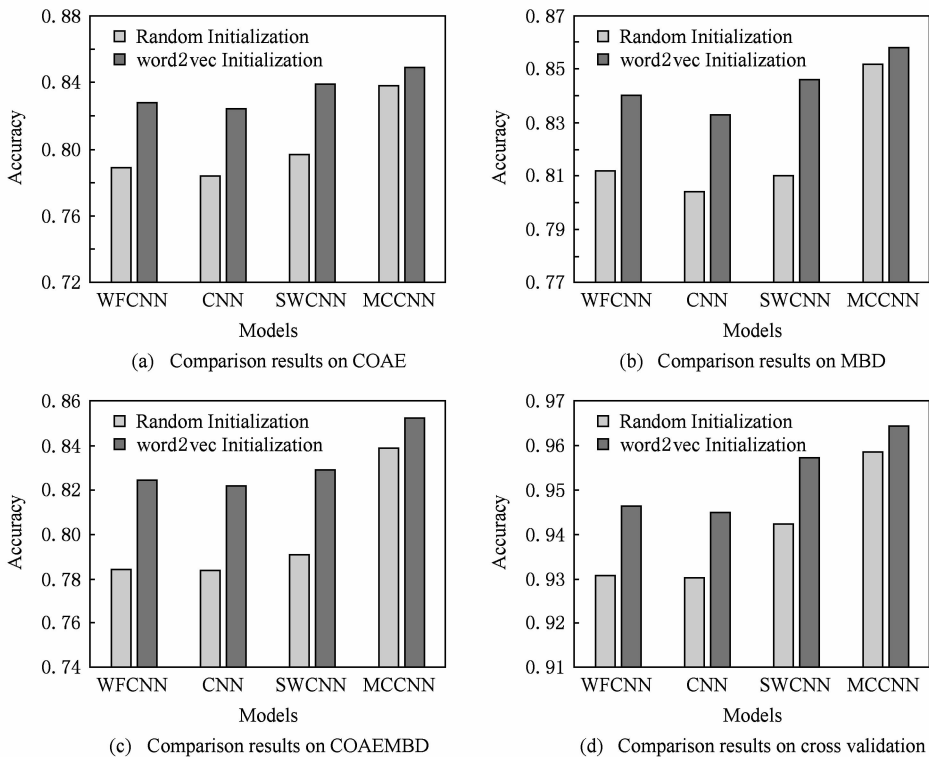 0.88
0.84
0.80
0.76
0.72
Accuracy
Random Initialization
word2vec Initialization
WFCNN CNN SWCNN MCCNN
Models
(a) Comparison results on COAE
0.87
0.85
0.83
0.81
0.79
0.77
Accuracy
Random Initialization
word2vec Initialization
WFCNN CNN SWCNN MCCNN
Models
(b) Comparison results on MBD
0.86
0.84
0.82
0.80
0.78
0.76
0.74
Accuracy
Random Initialization
word2vec Initialization
WFCNN CNN SWCNN MCCNN
Models
(c) Comparison results on COAEMBD
0.97
0.96
0.95
0.94
0.93
0.92
0.91
Accuracy
Random Initialization
word2vec Initialization
WFCNN CNN SWCNN MCCNN
Models
(d) Comparison results on cross validation